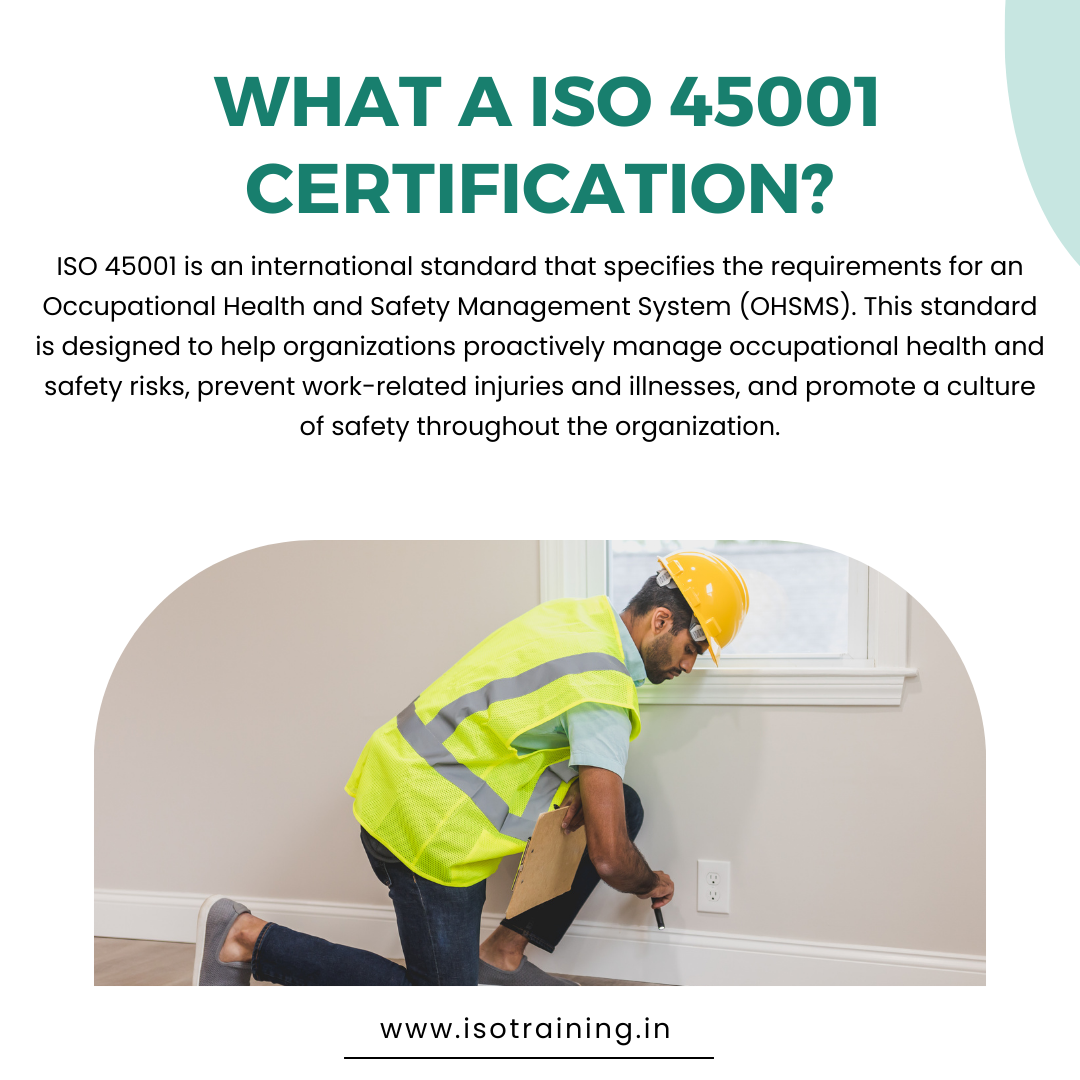 WHAT A ISO 45001
CERTIFICATION?
ISO 45001 is an international standard that specifies the requirements for an
Occupational Health and Safety Management System (OHSMS). This standard
is designed to help organizations proactively manage occupational health and
safety risks, prevent work-related injuries and illnesses, and promote a culture
of safety throughout the organization.
www.isotraining.in